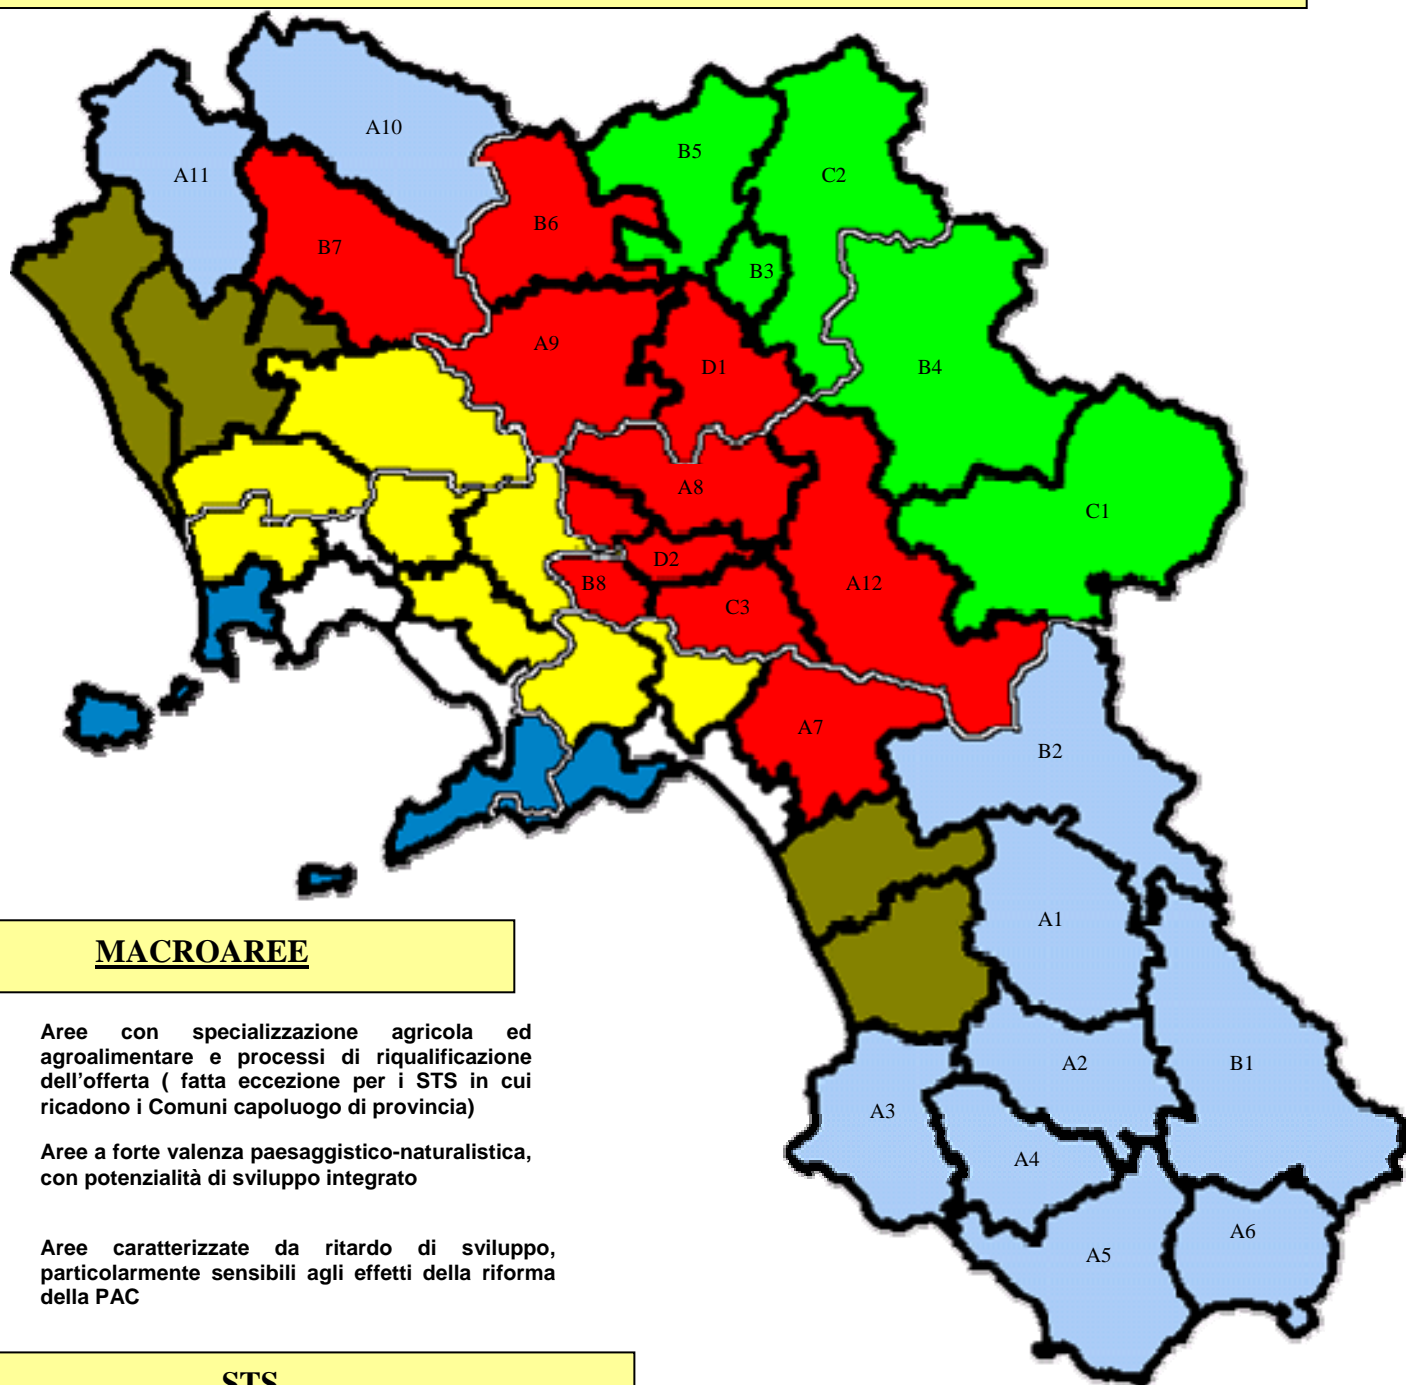 A10
B5
C2
A11
B6
B7
B3
A9
D1
B4
A8
C1
D2
B8
A12
C3
A7
B2
A1
MACROAREE
Aree con specializzazione agricola ed
agroalimentare e processi di riqualificazione
dell'offerta ( fatta eccezione per i STS in cui
ricadono i Comuni capoluogo di provincia)
Aree a forte valenza paesaggistico-naturalistica,
con potenzialità di sviluppo integrato
Aree caratterizzate da ritardo di sviluppo,
particolarmente sensibili agli effetti della riforma
della PAC
A2
B1
A3
A4
A6
A5
STS